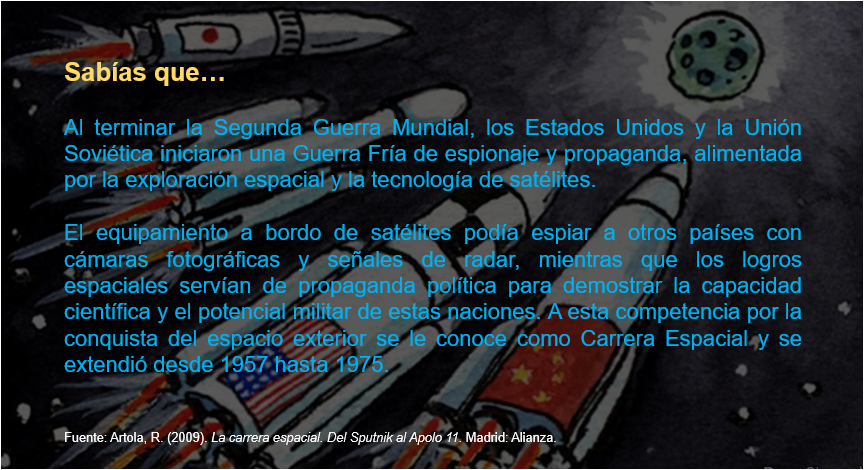 Sabías que…
Al terminar la Segunda Guerra Mundial, los Estados Unidos y la Unión
Soviética iniciaron una Guerra Fría de espionaje y propaganda, alimentada
por la exploración espacial y la tecnología de satélites.
El equipamiento a bordo de satélites podía espiar a otros países con
cámaras fotográficas y señales de radar, mientras que los logros
espaciales servían de propaganda política para demostrar la capacidad
científica y el potencial militar de estas naciones. A esta competencia por la
conquista del espacio exterior se le conoce como Carrera Espacial y se
extendió desde 1957 hasta 1975.
Fuente: Artola, R. (2009). La carrera espacial. Del Sputnik al Apolo 11. Madrid: Alianza.